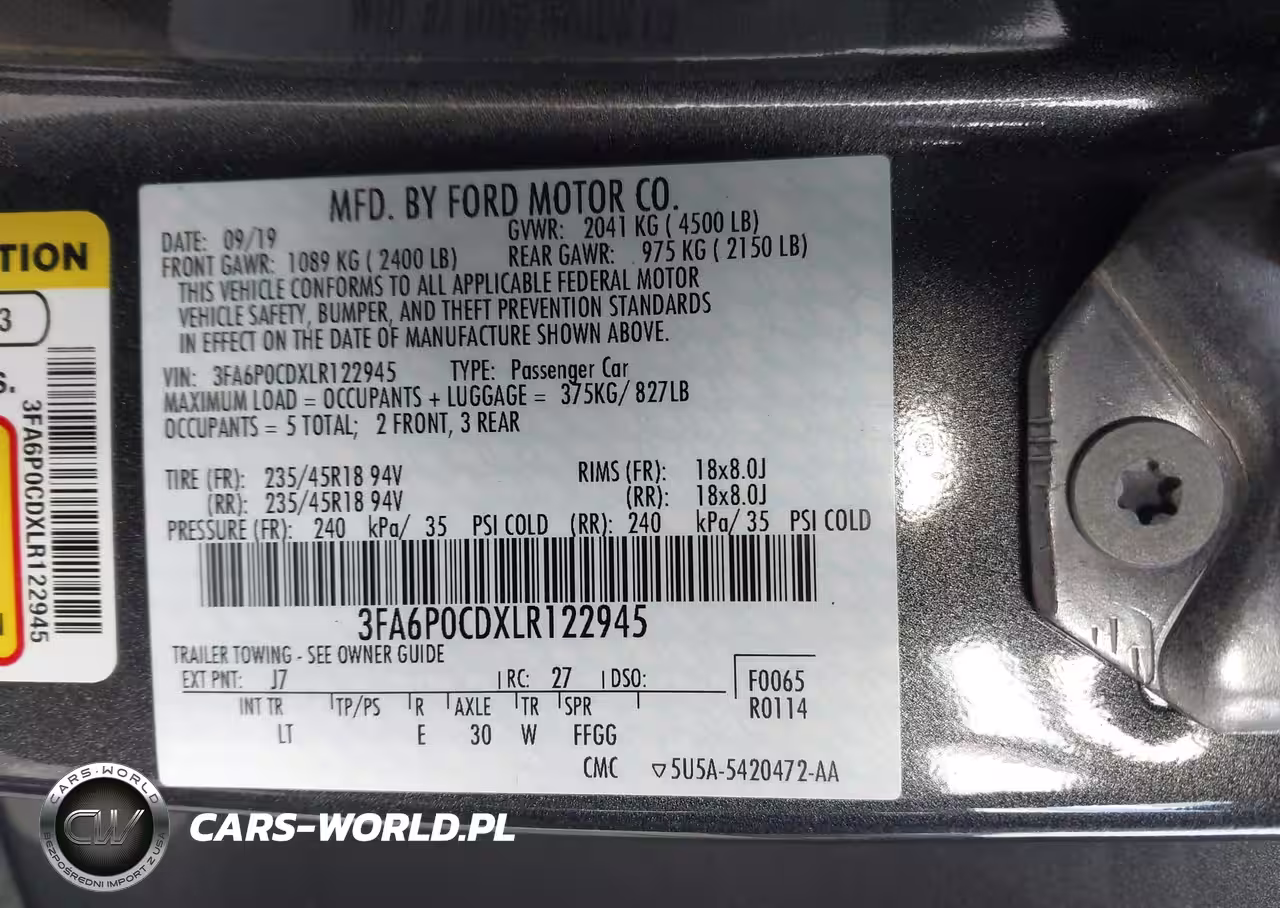 MFD. BY FORD MOTOR CO.
DATE: 09/19 GVWR: 2041 KG ( 4500 LB)
FRONT GAWR: 1089 KG ( 2400 LB) REAR GAWR: 975 KG ( 2150 LB)
THIS VEHICLE CONFORMS TO ALL APPLICABLE FEDERAL MOTOR
VEHICLE SAFETY, BUMPER, AND THEFT PREVENTION STANDARDS
IN EFFECT ON THE DATE OF MANUFACTURE SHOWN ABOVE.
VIN: 3FA6P0CDXLR122945 TYPE: Passenger Car
MAXIMUM LOAD = OCCUPANTS + LUGGAGE = 375KG/ 827LB
OCCUPANTS = 5 TOTAL; 2 FRONT, 3 REAR
TIRE (FR): 235/45R18 94V RIMS (FR): 18x8.0J
(RR): 235/45R18 94V (RR): 18x8.0J
PRESSURE (FR): 240 kPa/ 35 PSI COLD (RR): 240 kPa/ 35 PSI COLD
3FA6P0CDXLR122945
TRAILER TOWING - SEE OWNER GUIDE
EXT PNT: J7 RC: 27 DSO: F0065
INT TR TP/PS R AXLE TR SPR R0114
LT E 30 W FFGG
CMC ▽5U5A-5420472-AA
TION
3
S.
3FA6P0CDXLR122945
CARS-WORLD
CW
BEZPOŚREDNI IMPORT Z USA
CARS-WORLD.PL